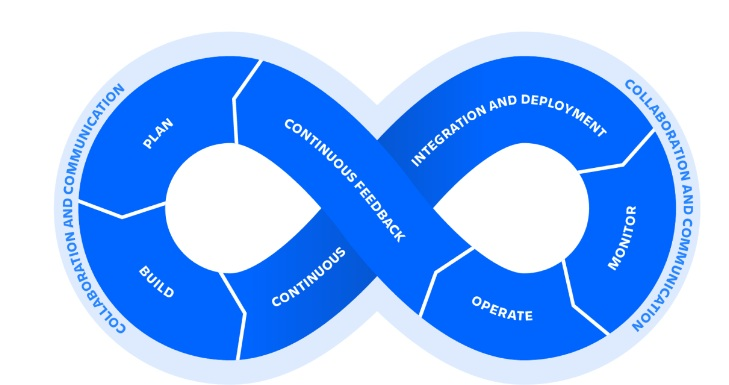 COLLABORATION AND COMMUNICATION
PLAN
BUILD
CONTINUOUS
INTEGRATION AND DEPLOYMENT
MONITOR
OPERATE
CONTINUOUS FEEDBACK
COLLABORATION AND COMMUNICATION